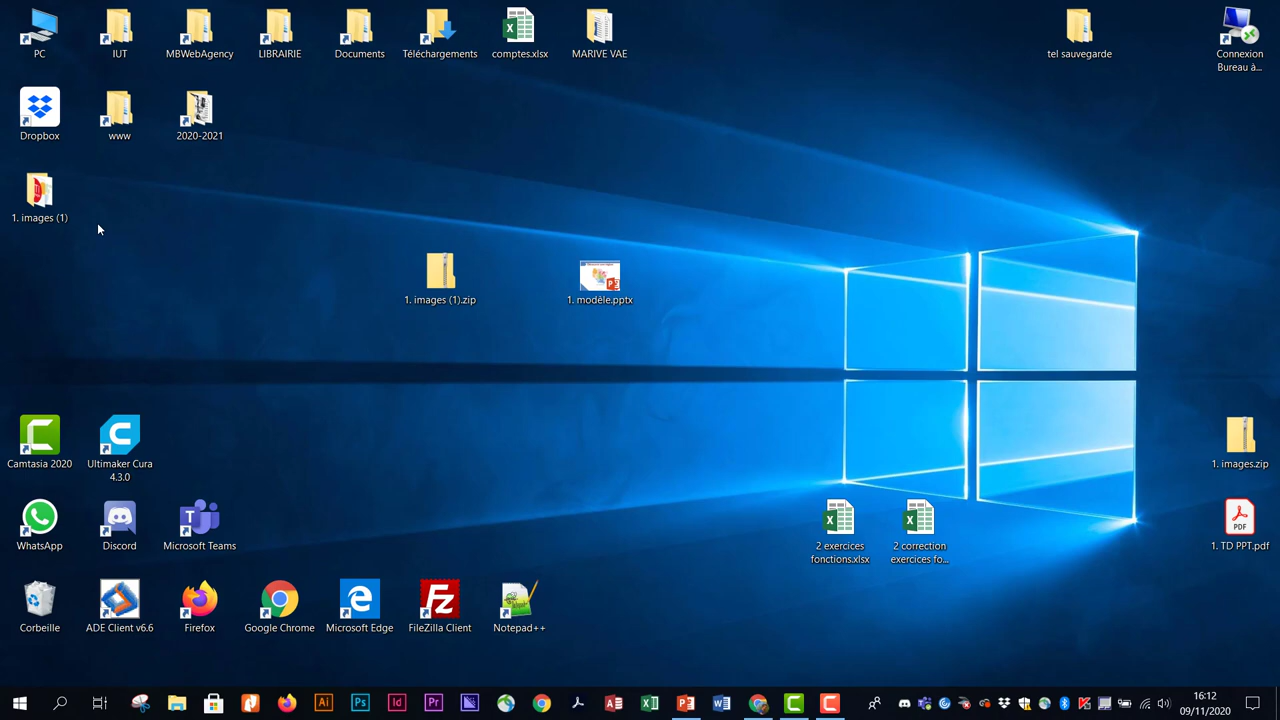 PC
IUT
MBWebAgency
LIBRAIRIE
Documents
Téléchargements
comptes.xlsx
MARIVE VAE
tel sauvegarde
Connexion
Bureau à...
Dropbox
www
2020-2021
1. images (1)
1. images (1).zip
1. modèle.pptx
Camtasia 2020
Ultimaker Cura
4.3.0
1. images.zip
WhatsApp
Discord
Microsoft Teams
2 exercices
fonctions.xlsx
2 correction
exercices fo...
PDF
1. TD PPT.pdf
Corbeille
ADE Client v6.6
Firefox
Google Chrome
Microsoft Edge
FileZilla Client
Notepad++
16:12
09/11/2020